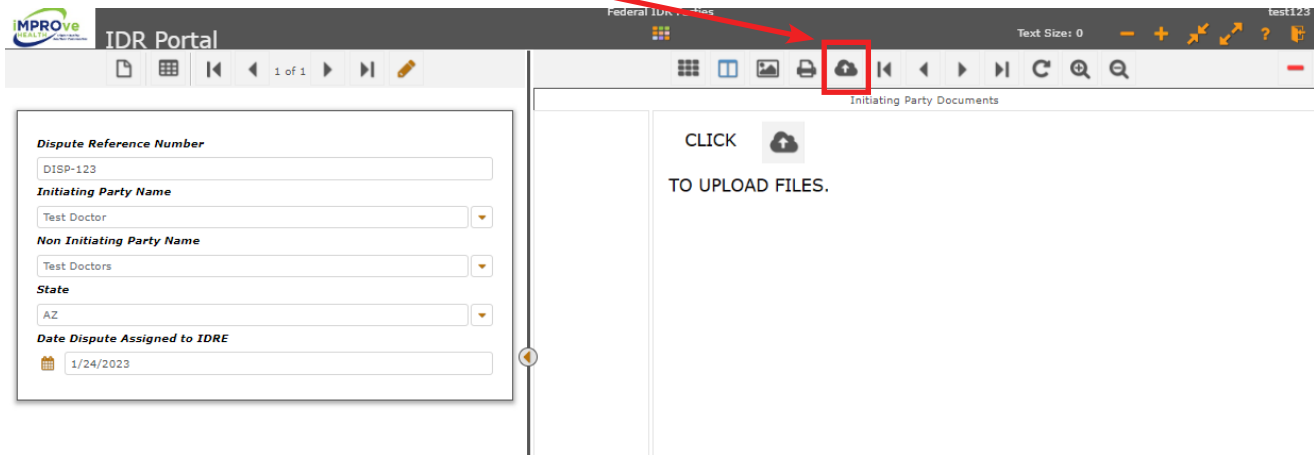 iMPROve
HEALTH
IDR Portal
Federal IDR Parties
test123
Text Size: 0
?
1 of 1
Initiating Party Documents
Dispute Reference Number
DISP-123
Initiating Party Name
Test Doctor
Non Initiating Party Name
Test Doctors
State
AZ
Date Dispute Assigned to IDRE
1/24/2023
CLICK
TO UPLOAD FILES.